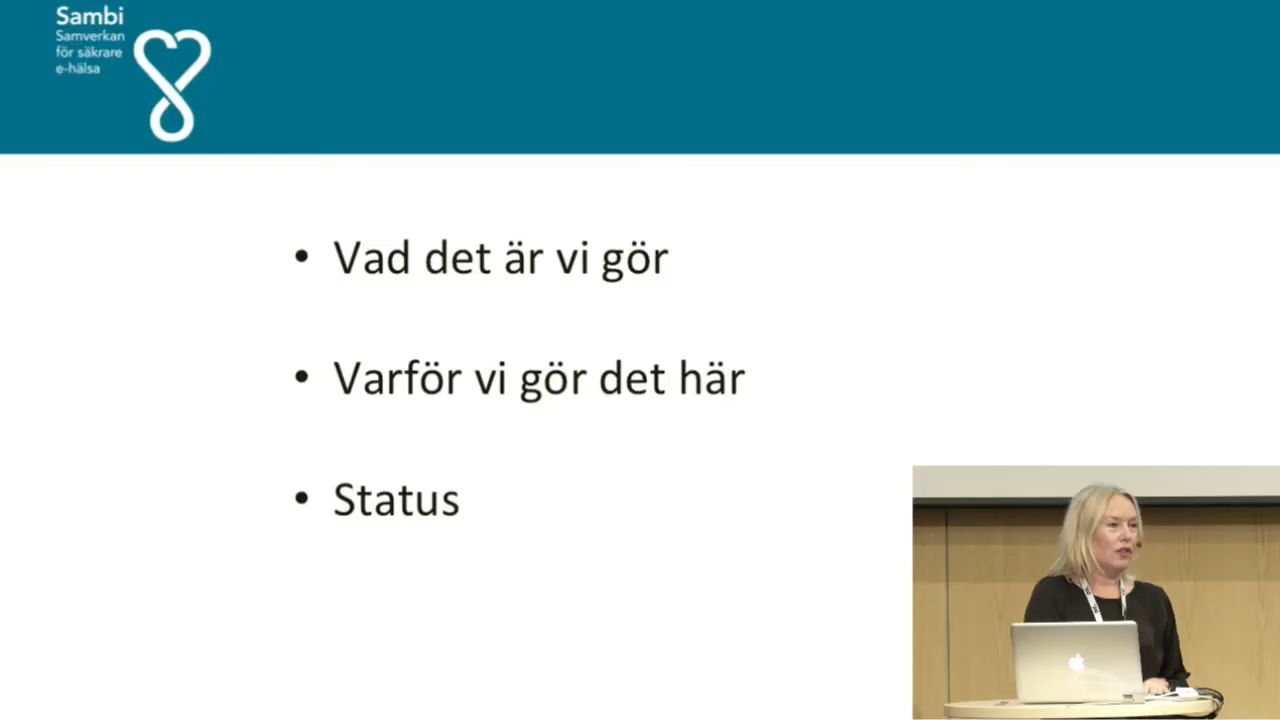 Sambi
Samverkan
för säkrare
e-hälsa
• Vad det är vi gör
• Varför vi gör det här
• Status